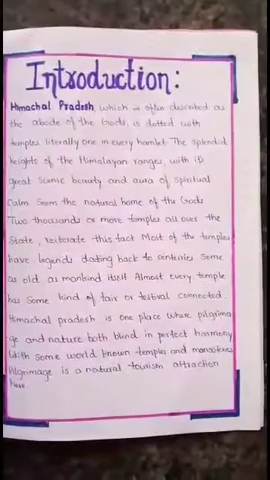 Introduction:
Himachal Pradesh, which is often described as
the abode of the Gods, is dotted with
temples literally one in every hamlet The splendid
heights of the Himalayan ranges, with its
great scenic beauty and aura of spiritual
Calm Seem the natural home of the Gods
Two thousands or more temples all over the
State, reiterate this fact Most of the temples
have legends dating back to centeries some
as old as mankind itself Almost every temple
has some kind of fair or festival connected.
Himachal pradesh is one place where pilgrima
ge and nature both blend in perfect harmony
With some world known temples and monasteries
Pilgrimage is a natural tourism attraction
here.